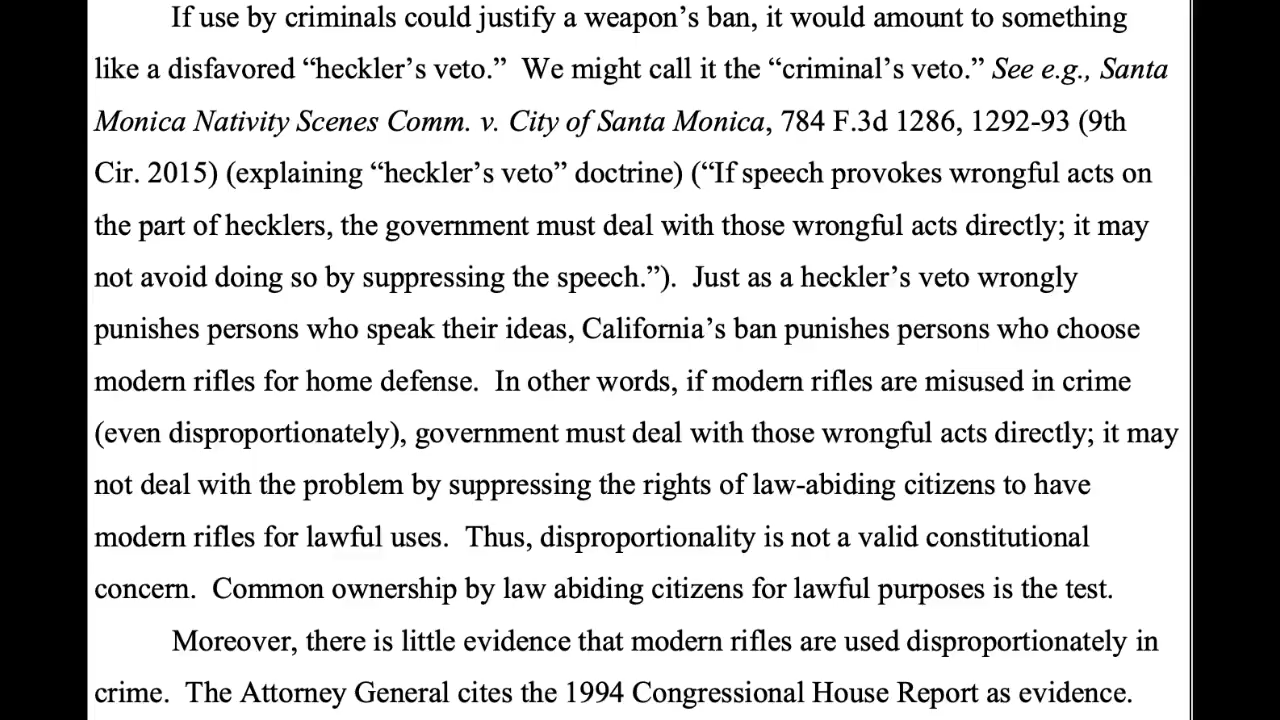 If use by criminals could justify a weapon’s ban, it would amount to something
like a disfavored “heckler’s veto.”  We might call it the “criminal’s veto.” See e.g., Santa
Monica Nativity Scenes Comm. v. City of Santa Monica, 784 F.3d 1286, 1292-93 (9th
Cir. 2015) (explaining “heckler’s veto” doctrine) (“If speech provokes wrongful acts on
the part of hecklers, the government must deal with those wrongful acts directly; it may
not avoid doing so by suppressing the speech.”).  Just as a heckler’s veto wrongly
punishes persons who speak their ideas, California’s ban punishes persons who choose
modern rifles for home defense.  In other words, if modern rifles are misused in crime
(even disproportionately), government must deal with those wrongful acts directly; it may
not deal with the problem by suppressing the rights of law-abiding citizens to have
modern rifles for lawful uses.  Thus, disproportionality is not a valid constitutional
concern.  Common ownership by law abiding citizens for lawful purposes is the test.
Moreover, there is little evidence that modern rifles are used disproportionately in
crime.  The Attorney General cites the 1994 Congressional House Report as evidence.